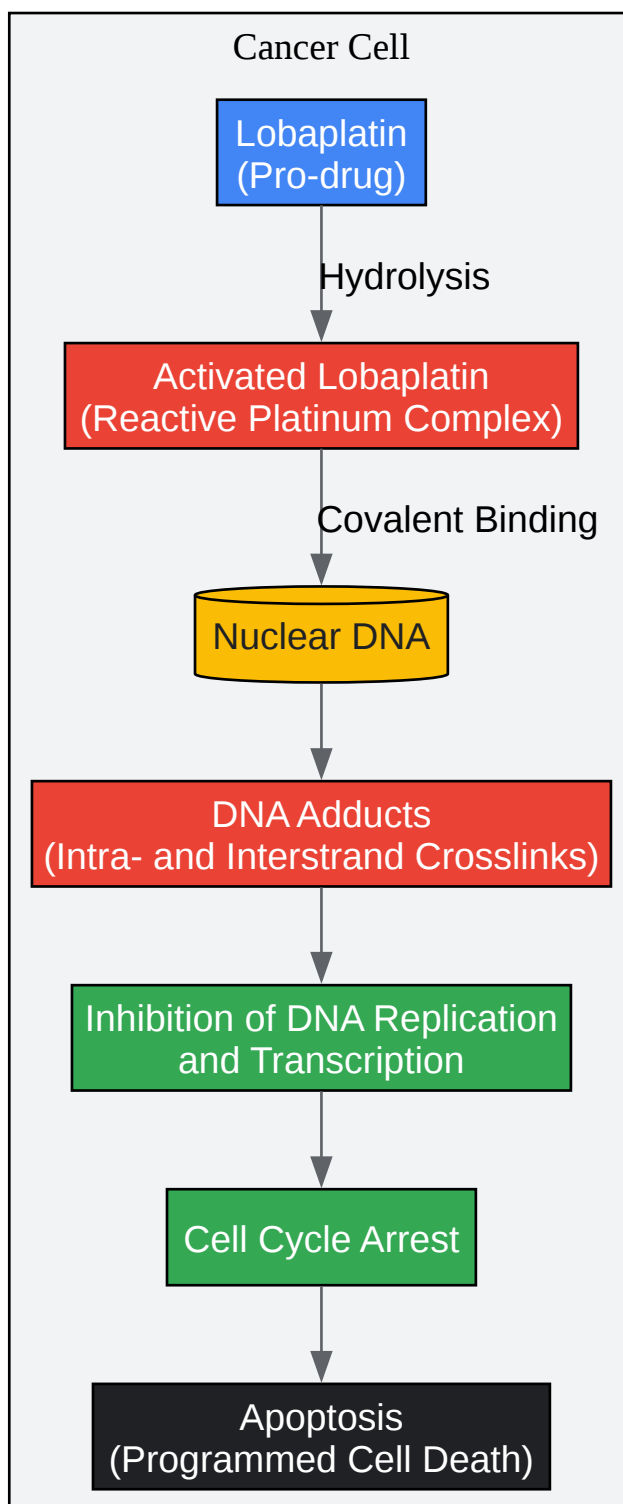 Cancer Cell
Lobaplatin
(Pro-drug)
Hydrolysis
Activated Lobaplatin
(Reactive Platinum Complex)
Covalent Binding
Nuclear DNA
DNA Adducts
(Intra- and Interstrand Crosslinks)
Inhibition of DNA Replication
and Transcription
Cell Cycle Arrest
Apoptosis
(Programmed Cell Death)